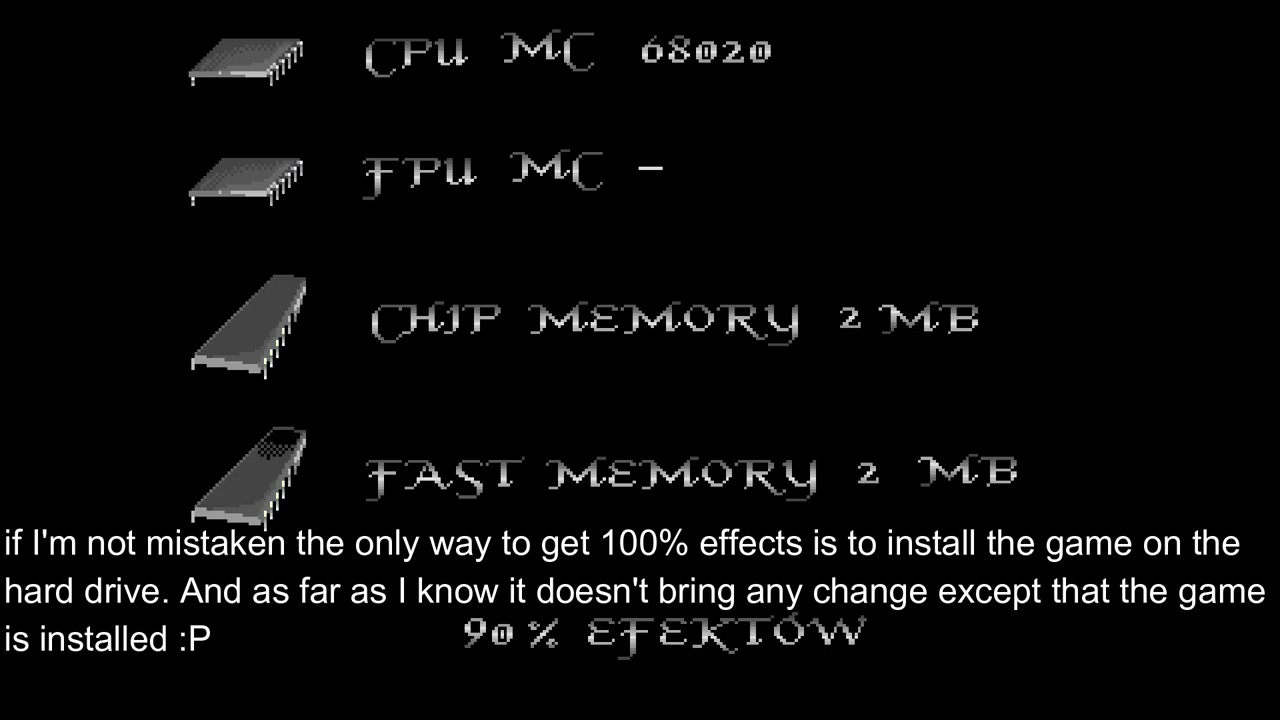 CPU MC 68020
FPU MC -
CHIP MEMORY 2 MB
FAST MEMORY 2 MB
if I'm not mistaken the only way to get 100% effects is to install the game on the
hard drive. And as far as I know it doesn't bring any change except that the game
is installed :P
90 % EFEKTÓW